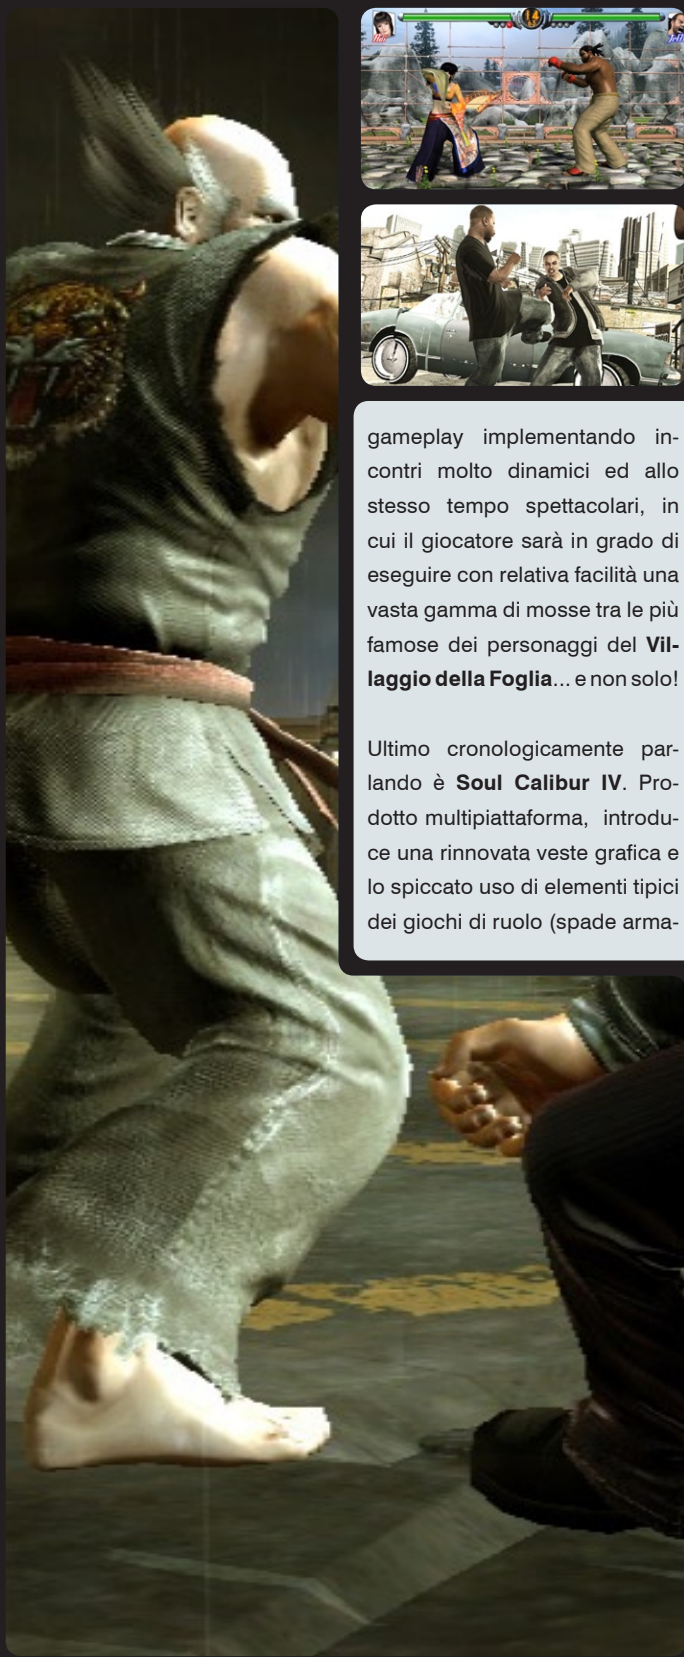 14
gameplay implementando in-
contri molto dinamici ed allo
stesso tempo spettacolari, in
cui il giocatore sarà in grado di
eseguire con relativa facilità una
vasta gamma di mosse tra le più
famose dei personaggi del Vil-
laggio della Foglia... e non solo!
Ultimo cronologicamente par-
lando è Soul Calibur IV. Pro-
dotto multipiattaforma, introdu-
ce una rinnovata veste grafica e
lo spiccato uso di elementi tipici
dei giochi di ruolo (spade arma-